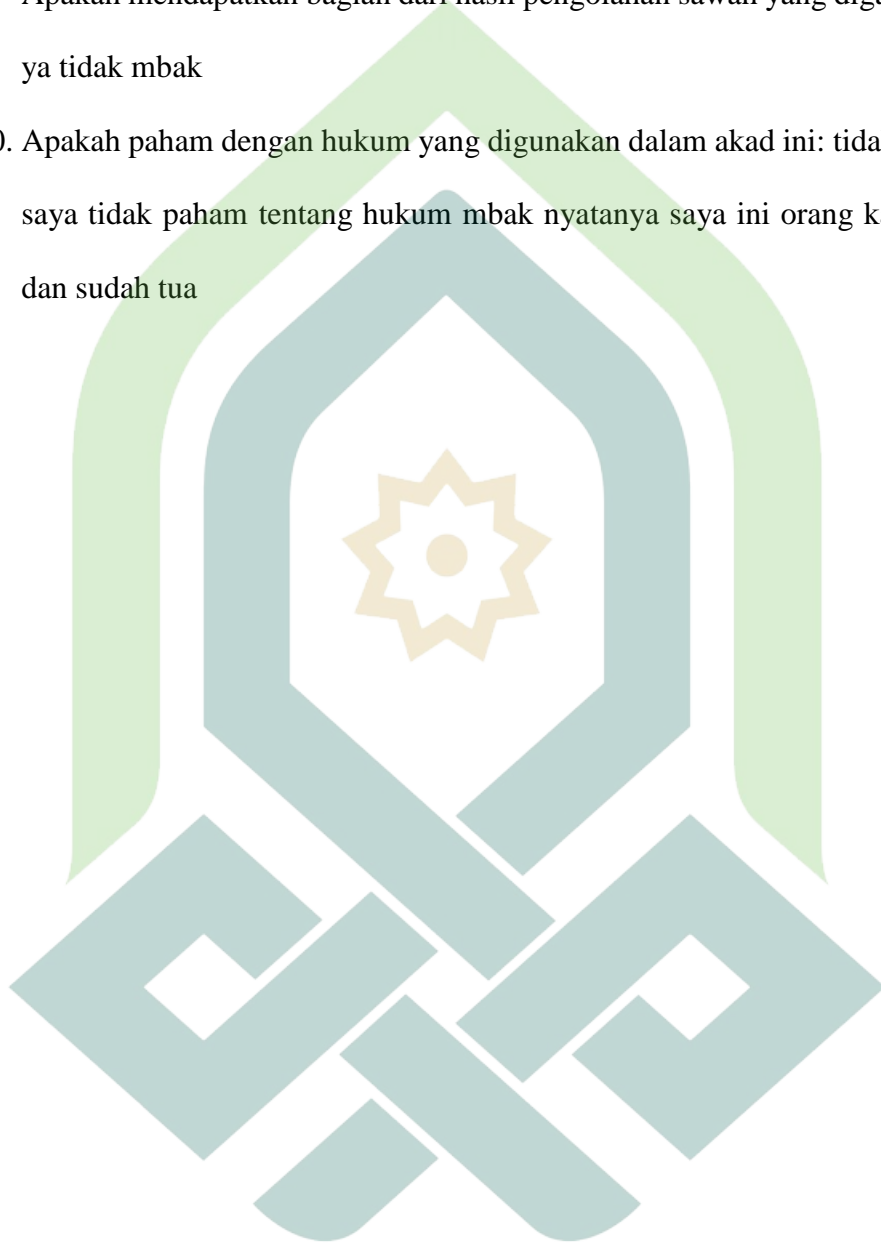 Apakah mendapatkan bagian dari hasil pengolahan sawah yang
ya tidak mbak
0. Apakah paham dengan hukum yang digunakan dalam akad ini:
saya tidak paham tentang hukum mbak nyatanya saya ini orang
dan sudah tua